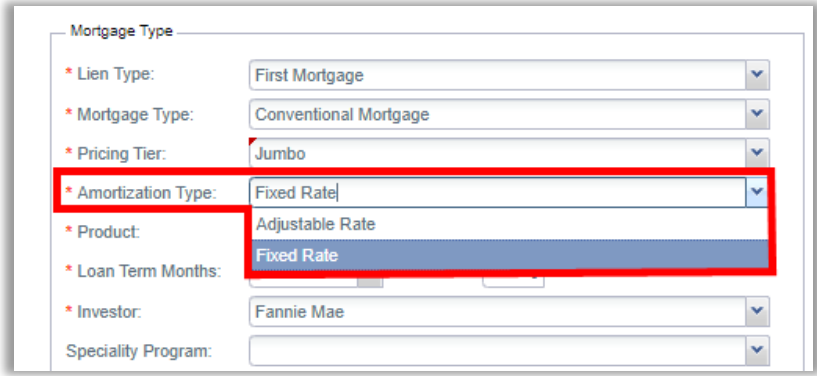 Mortgage Type
* Lien Type: First Mortgage
* Mortgage Type: Conventional Mortgage
* Pricing Tier: Jumbo
* Amortization Type: Fixed Rate
* Product: Adjustable Rate
Fixed Rate
* Loan Term Months:
* Investor: Fannie Mae
Speciality Program: